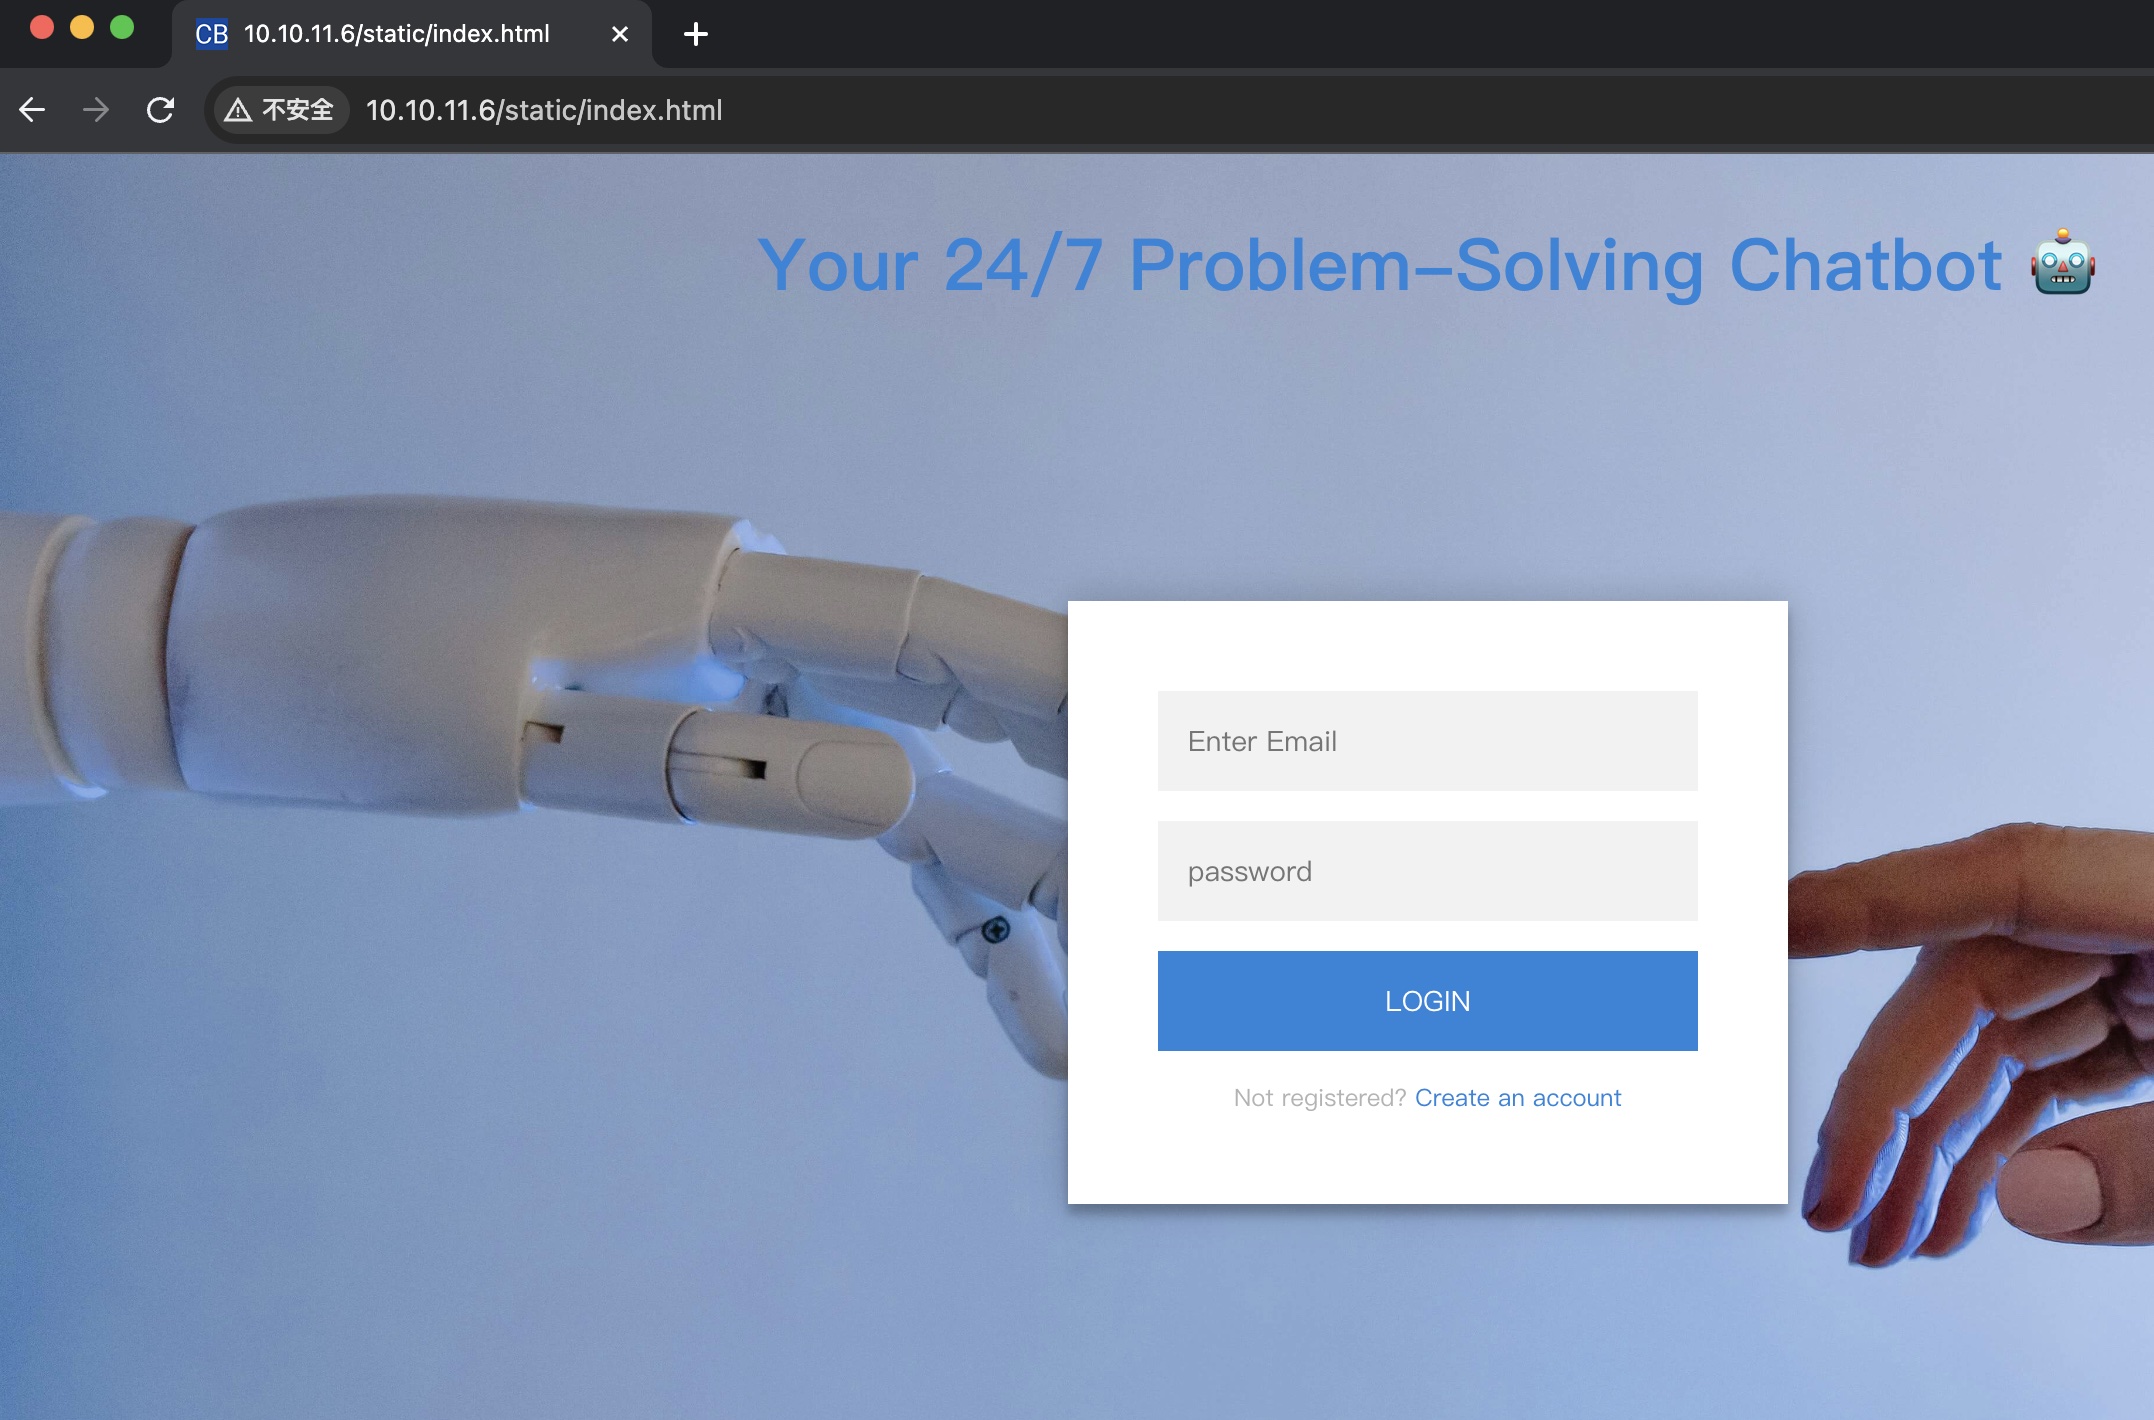 CB 10.10.11.6/static/index.html
不安全 10.10.11.6/static/index.html
Your 24/7 Problem-Solving Chatbot 🤖
Enter Email
password
LOGIN
Not registered? Create an account